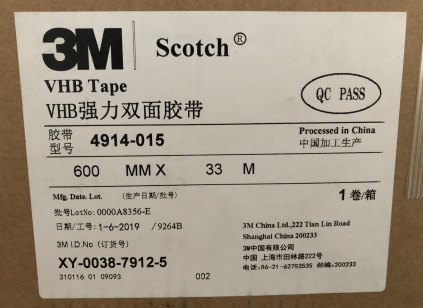 3M Scotch®
VHB Tape
VHB强力双面胶带
QC PASS
胶带
型号 4914-015
Processed in China
中国加工生产
600 MM X 33 M
Mfg. Date. Lot. (生产日期/批号)
1卷/箱
批号LotNo: 0000A8356-E
日期/工号: 1-6-2019 /9264B
3M I.D.No (订货号)
XY-0038-7912-5
310116 01 09093 002
3M China Ltd.,222 Tian Lin Road
Shanghai China 200233
3M中国有限公司
中国 上海市田林路222号
电话:86-21-62753535 邮编:200233